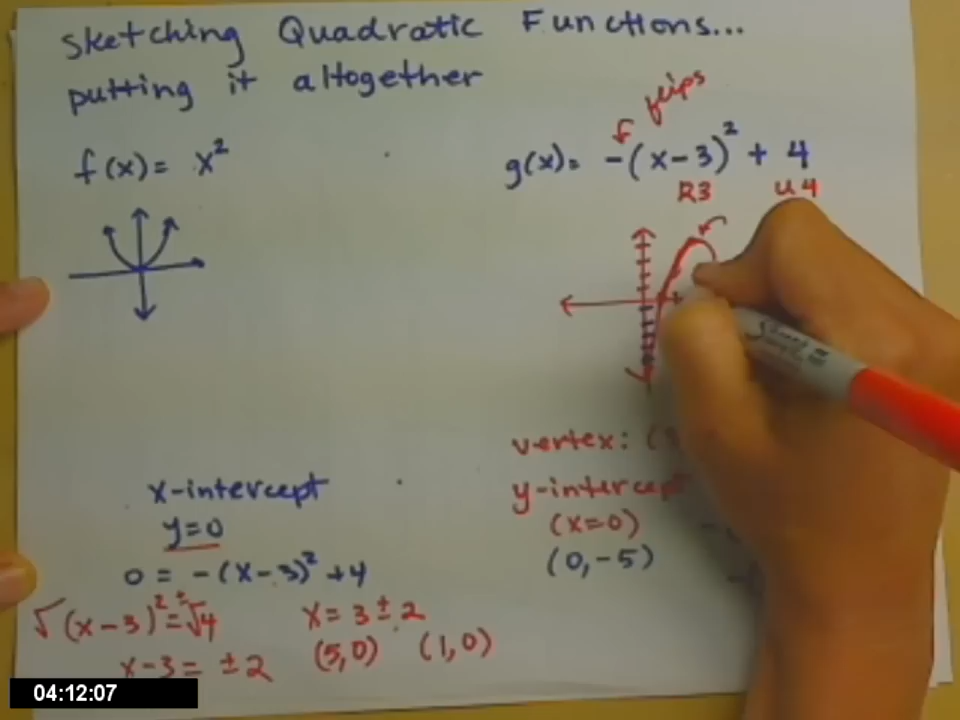 sketching Quadratic Functions...
putting it altogether
flips
f(x) = x²
g(x) = -(x-3)² + 4
R3 U4
vertex: (
y-intercept
(x=0)
(0,-5)
x-intercept
y=0
0 = -(x-3)² +4
√(x-3)² = ±√4
x = 3 ± 2
x-3 = ±2
(5,0) (1,0)
04:12:07